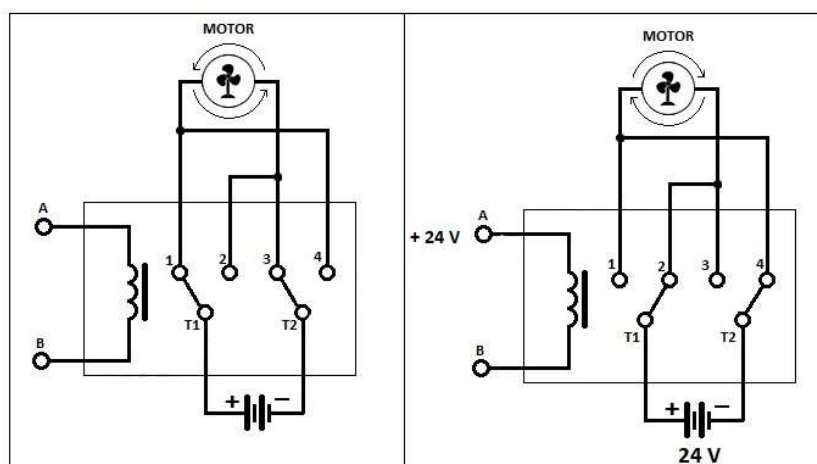 MOTOR
A
1 2 3 4
T1 T2
B
+ −
MOTOR
A
+ 24 V
1 2 3 4
T1 T2
B
+ −
24 V